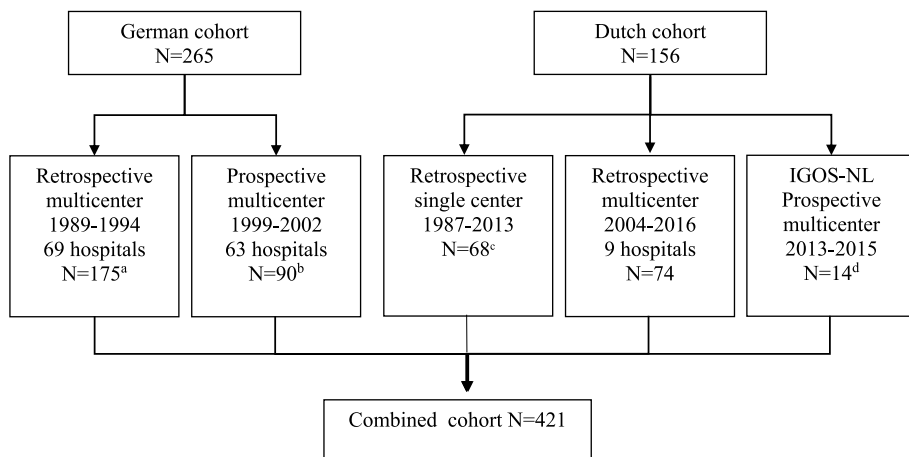 German cohort
N=265
Dutch cohort
N=156
Retrospective
multicenter
1989-1994
69 hospitals
N=175ᵃ
Prospective
multicenter
1999-2002
63 hospitals
N=90ᵇ
Retrospective
single center
1987-2013
N=68ᶜ
Retrospective
multicenter
2004-2016
9 hospitals
N=74
IGOS-NL
Prospective
multicenter
2013-2015
N=14ᵈ
Combined cohort N=421